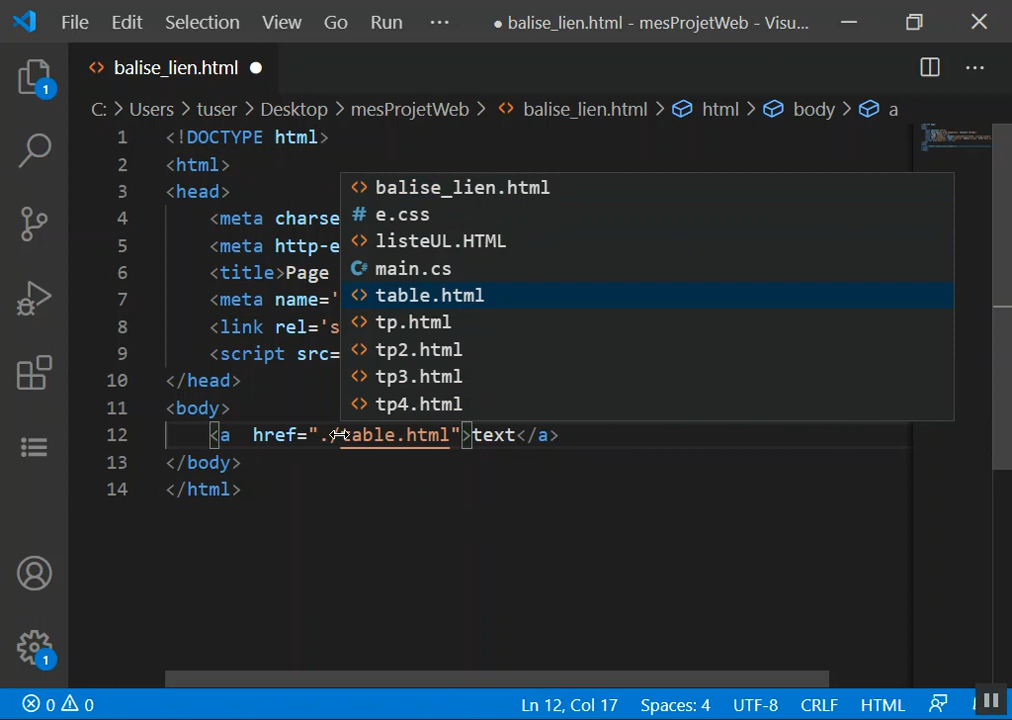 File Edit Selection View Go Run ··· ● balise_lien.html - mesProjetWeb - Visu...
balise_lien.html
C: > Users > tuser > Desktop > mesProjetWeb > balise_lien.html > html > body > a
1 <!DOCTYPE html>
2 <html>
3 <head>
4 <meta charse
5 <meta http-e
6 <title>Page
7 <meta name='
8 <link rel='s
9 <script src=
10 </head>
11 <body>
12 <a  href="./table.html">text</a>
13 </body>
14 </html>
balise_lien.html
# e.css
listeUL.HTML
C# main.cs
table.html
tp.html
tp2.html
tp3.html
tp4.html
1
1
0 0 Ln 12, Col 17 Spaces: 4 UTF-8 CRLF HTML